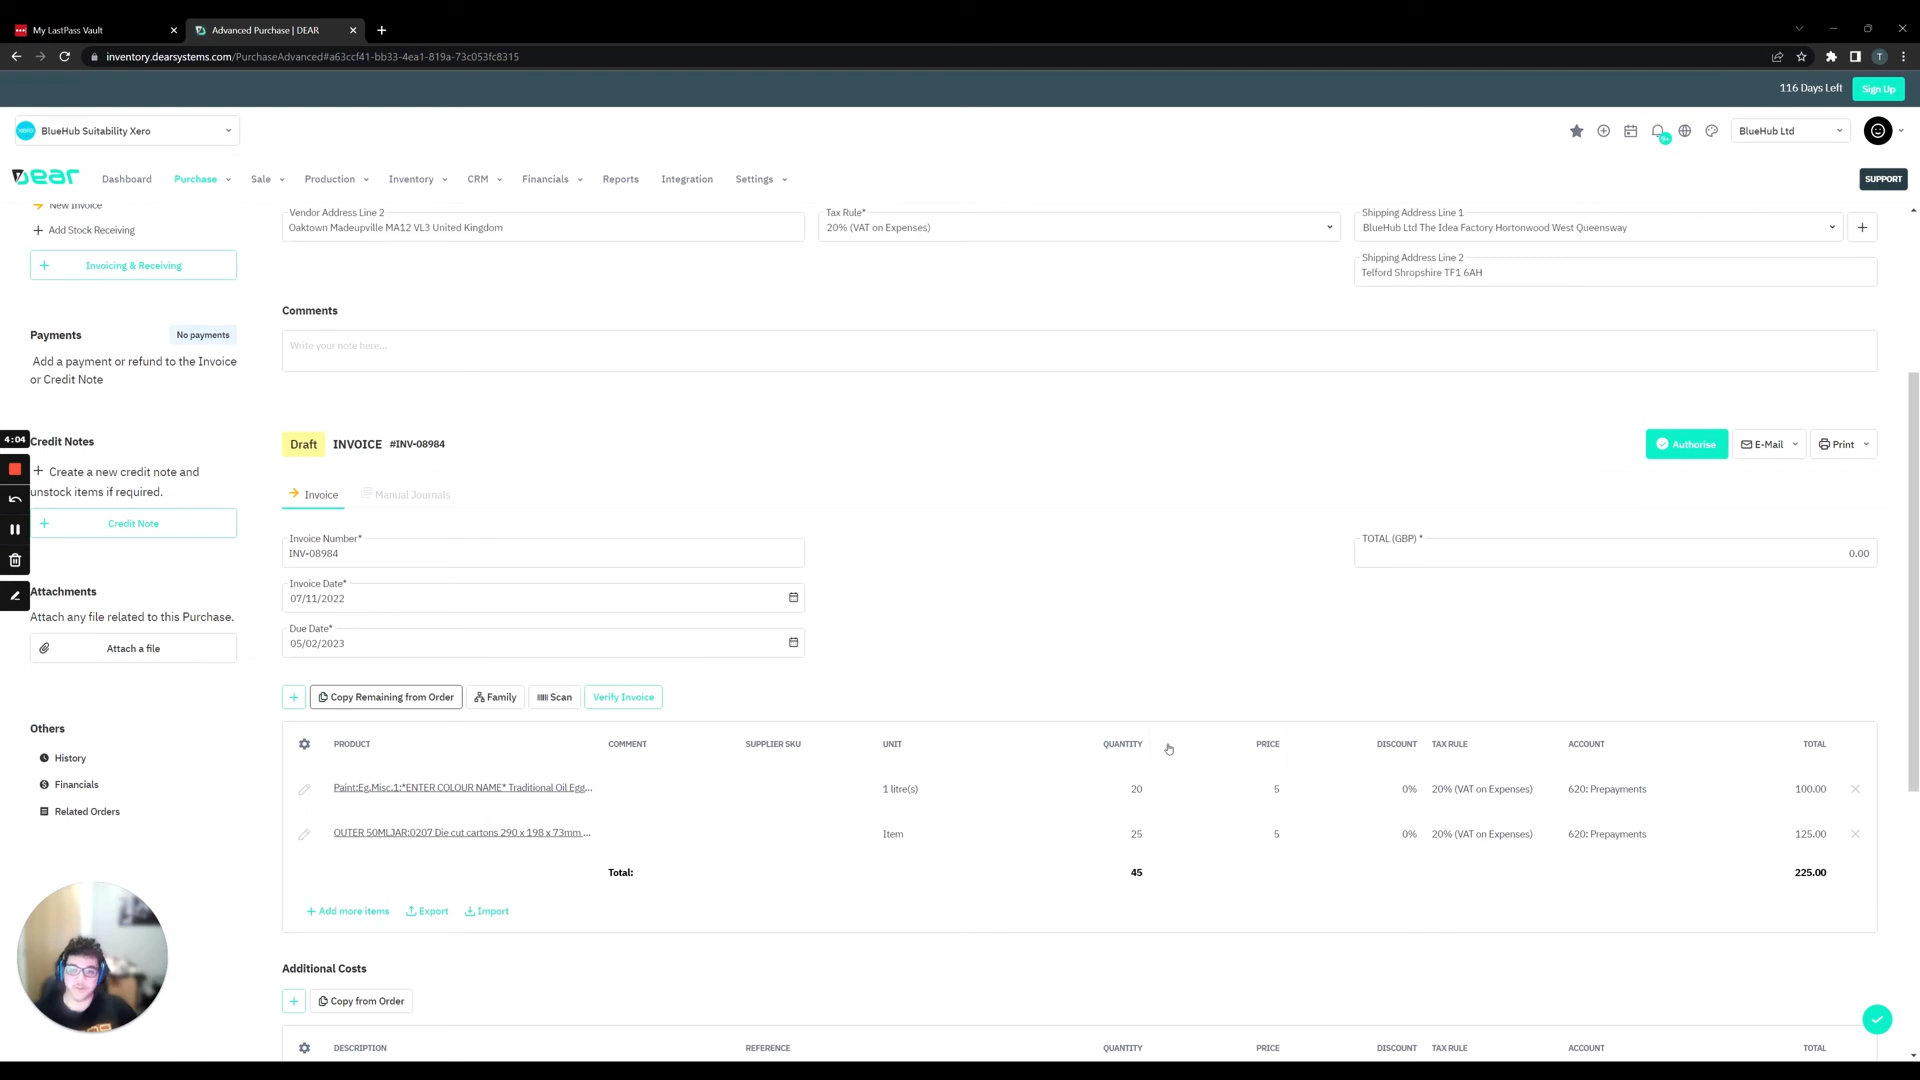 My LastPass Vault
Advanced Purchase | DEAR
inventory.dearsystems.com/PurchaseAdvanced#a63ccf41-bb33-4ea1-819a-73c053fc8315
T
116 Days Left
Sign Up
xero
BlueHub Suitability Xero
9+
BlueHub Ltd
Dear
Dashboard
Purchase
Sale
Production
Inventory
CRM
Financials
Reports
Integration
Settings
SUPPORT
New Invoice
Add Stock Receiving
Invoicing & Receiving
Vendor Address Line 2
Oaktown Madeupville MA12 VL3 United Kingdom
Tax Rule*
20% (VAT on Expenses)
Shipping Address Line 1
BlueHub Ltd The Idea Factory Hortonwood West Queensway
Shipping Address Line 2
Telford Shropshire TF1 6AH
Comments
Write your note here...
Payments
No payments
Add a payment or refund to the Invoice
or Credit Note
4:04
Credit Notes
Create a new credit note and
unstock items if required.
Credit Note
Attachments
Attach any file related to this Purchase.
Attach a file
Others
History
Financials
Related Orders
Draft INVOICE #INV-08984
Authorise
E-Mail
Print
Invoice
Manual Journals
Invoice Number*
INV-08984
TOTAL (GBP) *
0.00
Invoice Date*
07/11/2022
Due Date*
05/02/2023
Copy Remaining from Order
Family
Scan
Verify Invoice
PRODUCT COMMENT SUPPLIER SKU UNIT QUANTITY PRICE DISCOUNT TAX RULE ACCOUNT TOTAL
Paint:Eg.Misc.1:*ENTER COLOUR NAME* Traditional Oil Egg... 1 litre(s) 20 5 0% 20% (VAT on Expenses) 620: Prepayments 100.00
OUTER 50MLJAR:0207 Die cut cartons 290 x 198 x 73mm ... Item 25 5 0% 20% (VAT on Expenses) 620: Prepayments 125.00
Total: 45 225.00
Add more items
Export
Import
Additional Costs
Copy from Order
DESCRIPTION REFERENCE QUANTITY PRICE DISCOUNT TAX RULE ACCOUNT TOTAL